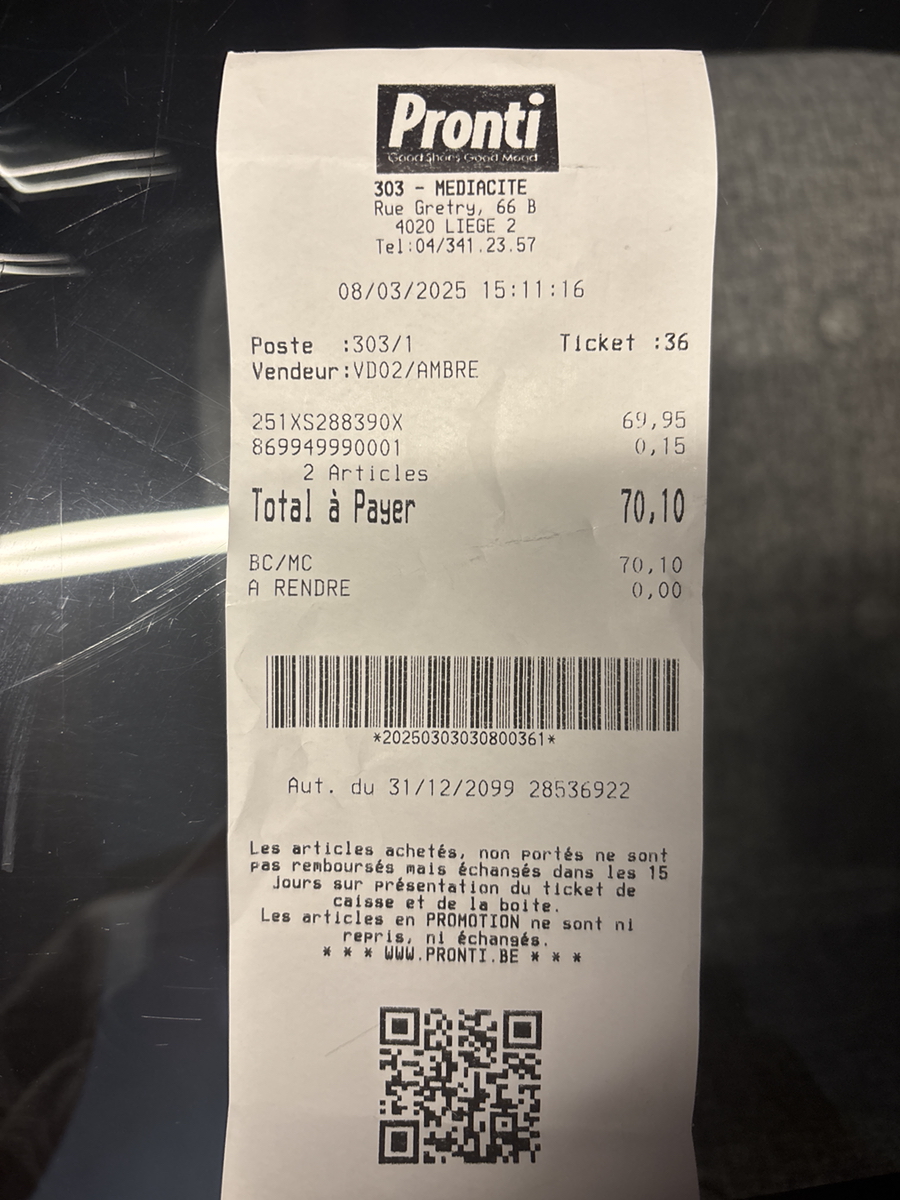 Pronti
Good Shoes Good Mood
303 - MEDIACITE
Rue Gretry, 66 B
4020 LIEGE 2
Tel:04/341.23.57
08/03/2025 15:11:16
Poste :303/1 Ticket :36
Vendeur:VD02/AMBRE
251XS288390X 69,95
869949990001 0,15
2 Articles
Total à Payer 70,10
BC/MC 70,10
A RENDRE 0,00
*20250303030800361*
Aut. du 31/12/2099 28536922
Les articles achetés, non portés ne sont
pas remboursés mais échangés dans les 15
Jours sur présentation du ticket de
caisse et de la boite.
Les articles en PROMOTION ne sont ni
repris, ni échangés.
* * * WWW.PRONTI.BE * * *